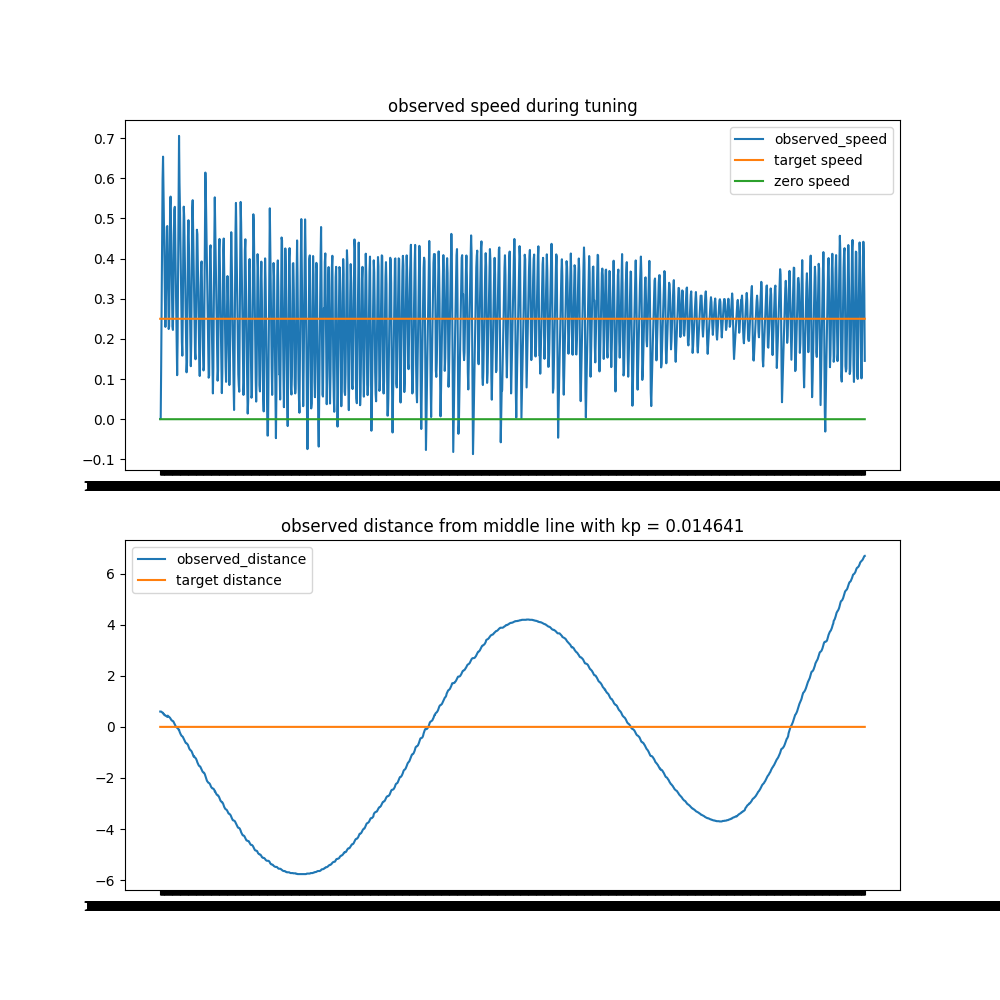 observed speed during tuning
0.7
0.6
0.5
0.4
0.3
0.2
0.1
0.0
−0.1
observed_speed
target speed
zero speed
observed distance from middle line with kp = 0.014641
6
4
2
0
−2
−4
−6
observed_distance
target distance